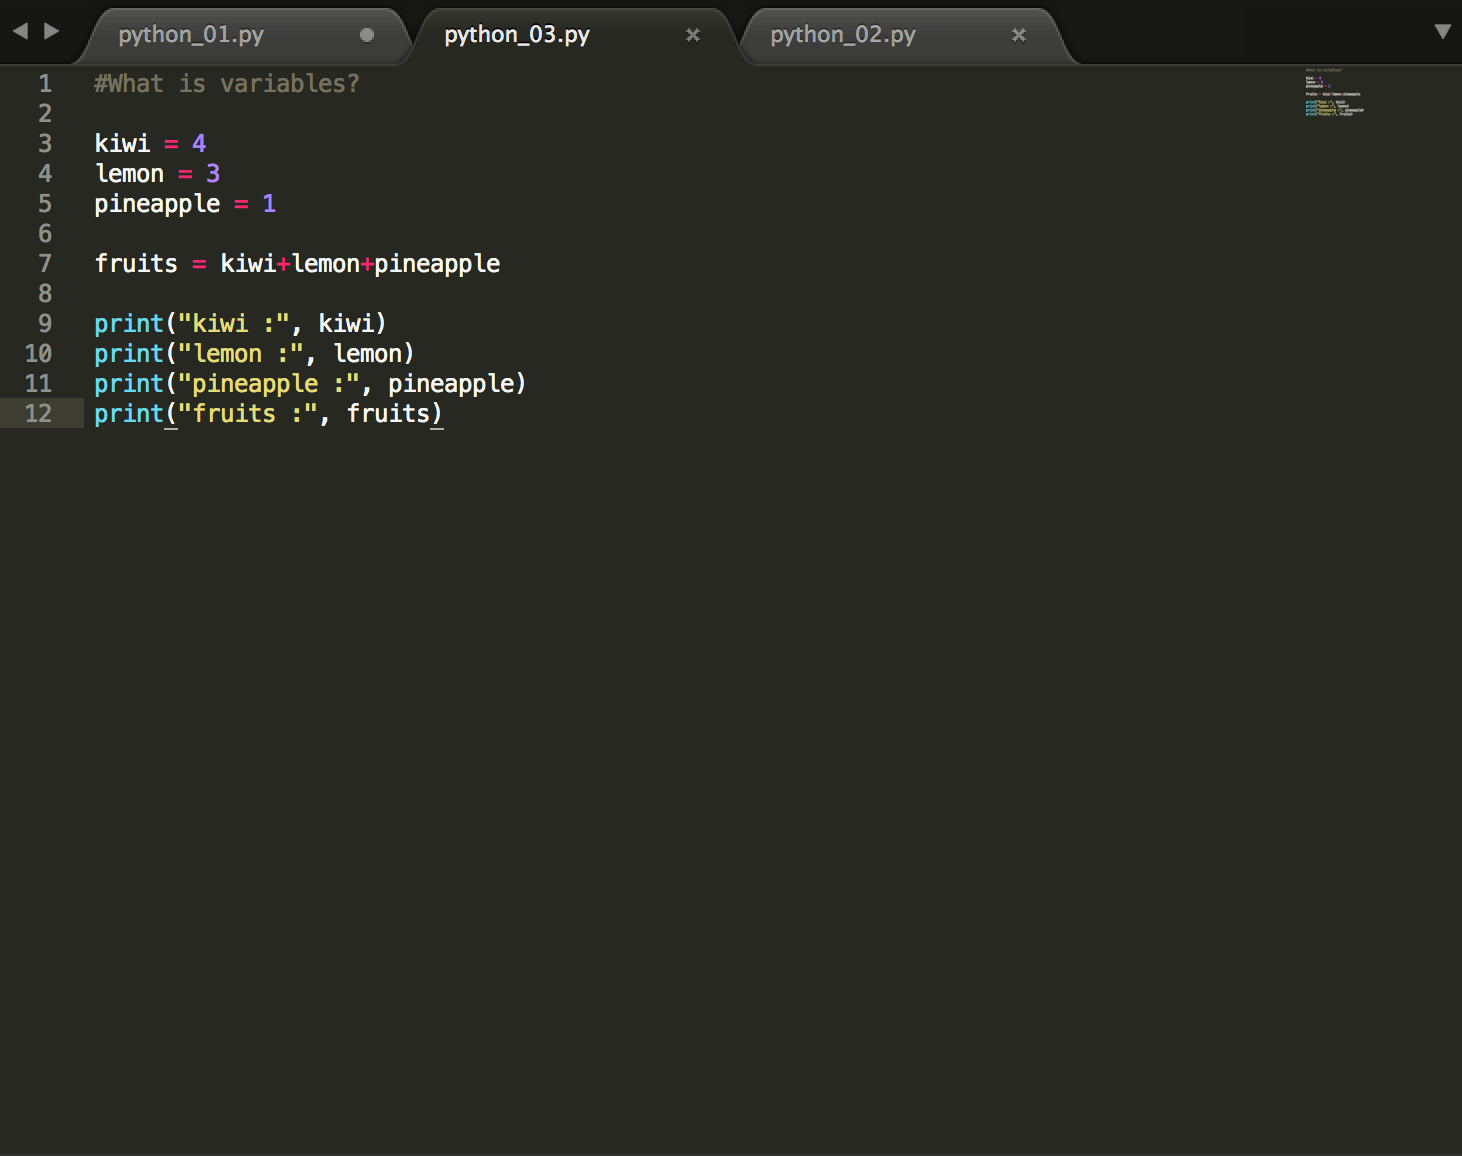 python_01.py
python_03.py
python_02.py
1 #What is variables?
2
3 kiwi = 4
4 lemon = 3
5 pineapple = 1
6
7 fruits = kiwi+lemon+pineapple
8
9 print("kiwi :", kiwi)
10 print("lemon :", lemon)
11 print("pineapple :", pineapple)
12 print("fruits :", fruits)